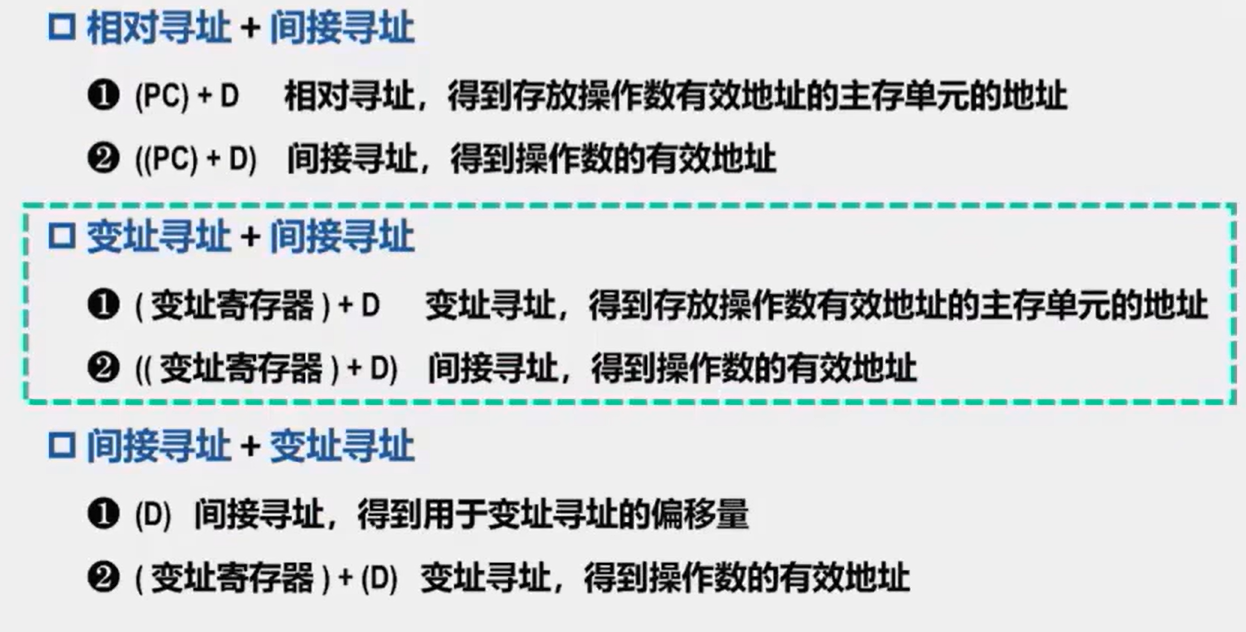 相对寻址 + 间接寻址
❶ (PC) + D 相对寻址，得到存放操作数有效地址的主存单元的地址
❷ ((PC) + D) 间接寻址，得到操作数的有效地址
变址寻址 + 间接寻址
❶ ( 变址寄存器 ) + D 变址寻址，得到存放操作数有效地址的主存单元的地址
❷ (( 变址寄存器 ) + D) 间接寻址，得到操作数的有效地址
间接寻址 + 变址寻址
❶ (D) 间接寻址，得到用于变址寻址的偏移量
❷ ( 变址寄存器 ) + (D) 变址寻址，得到操作数的有效地址